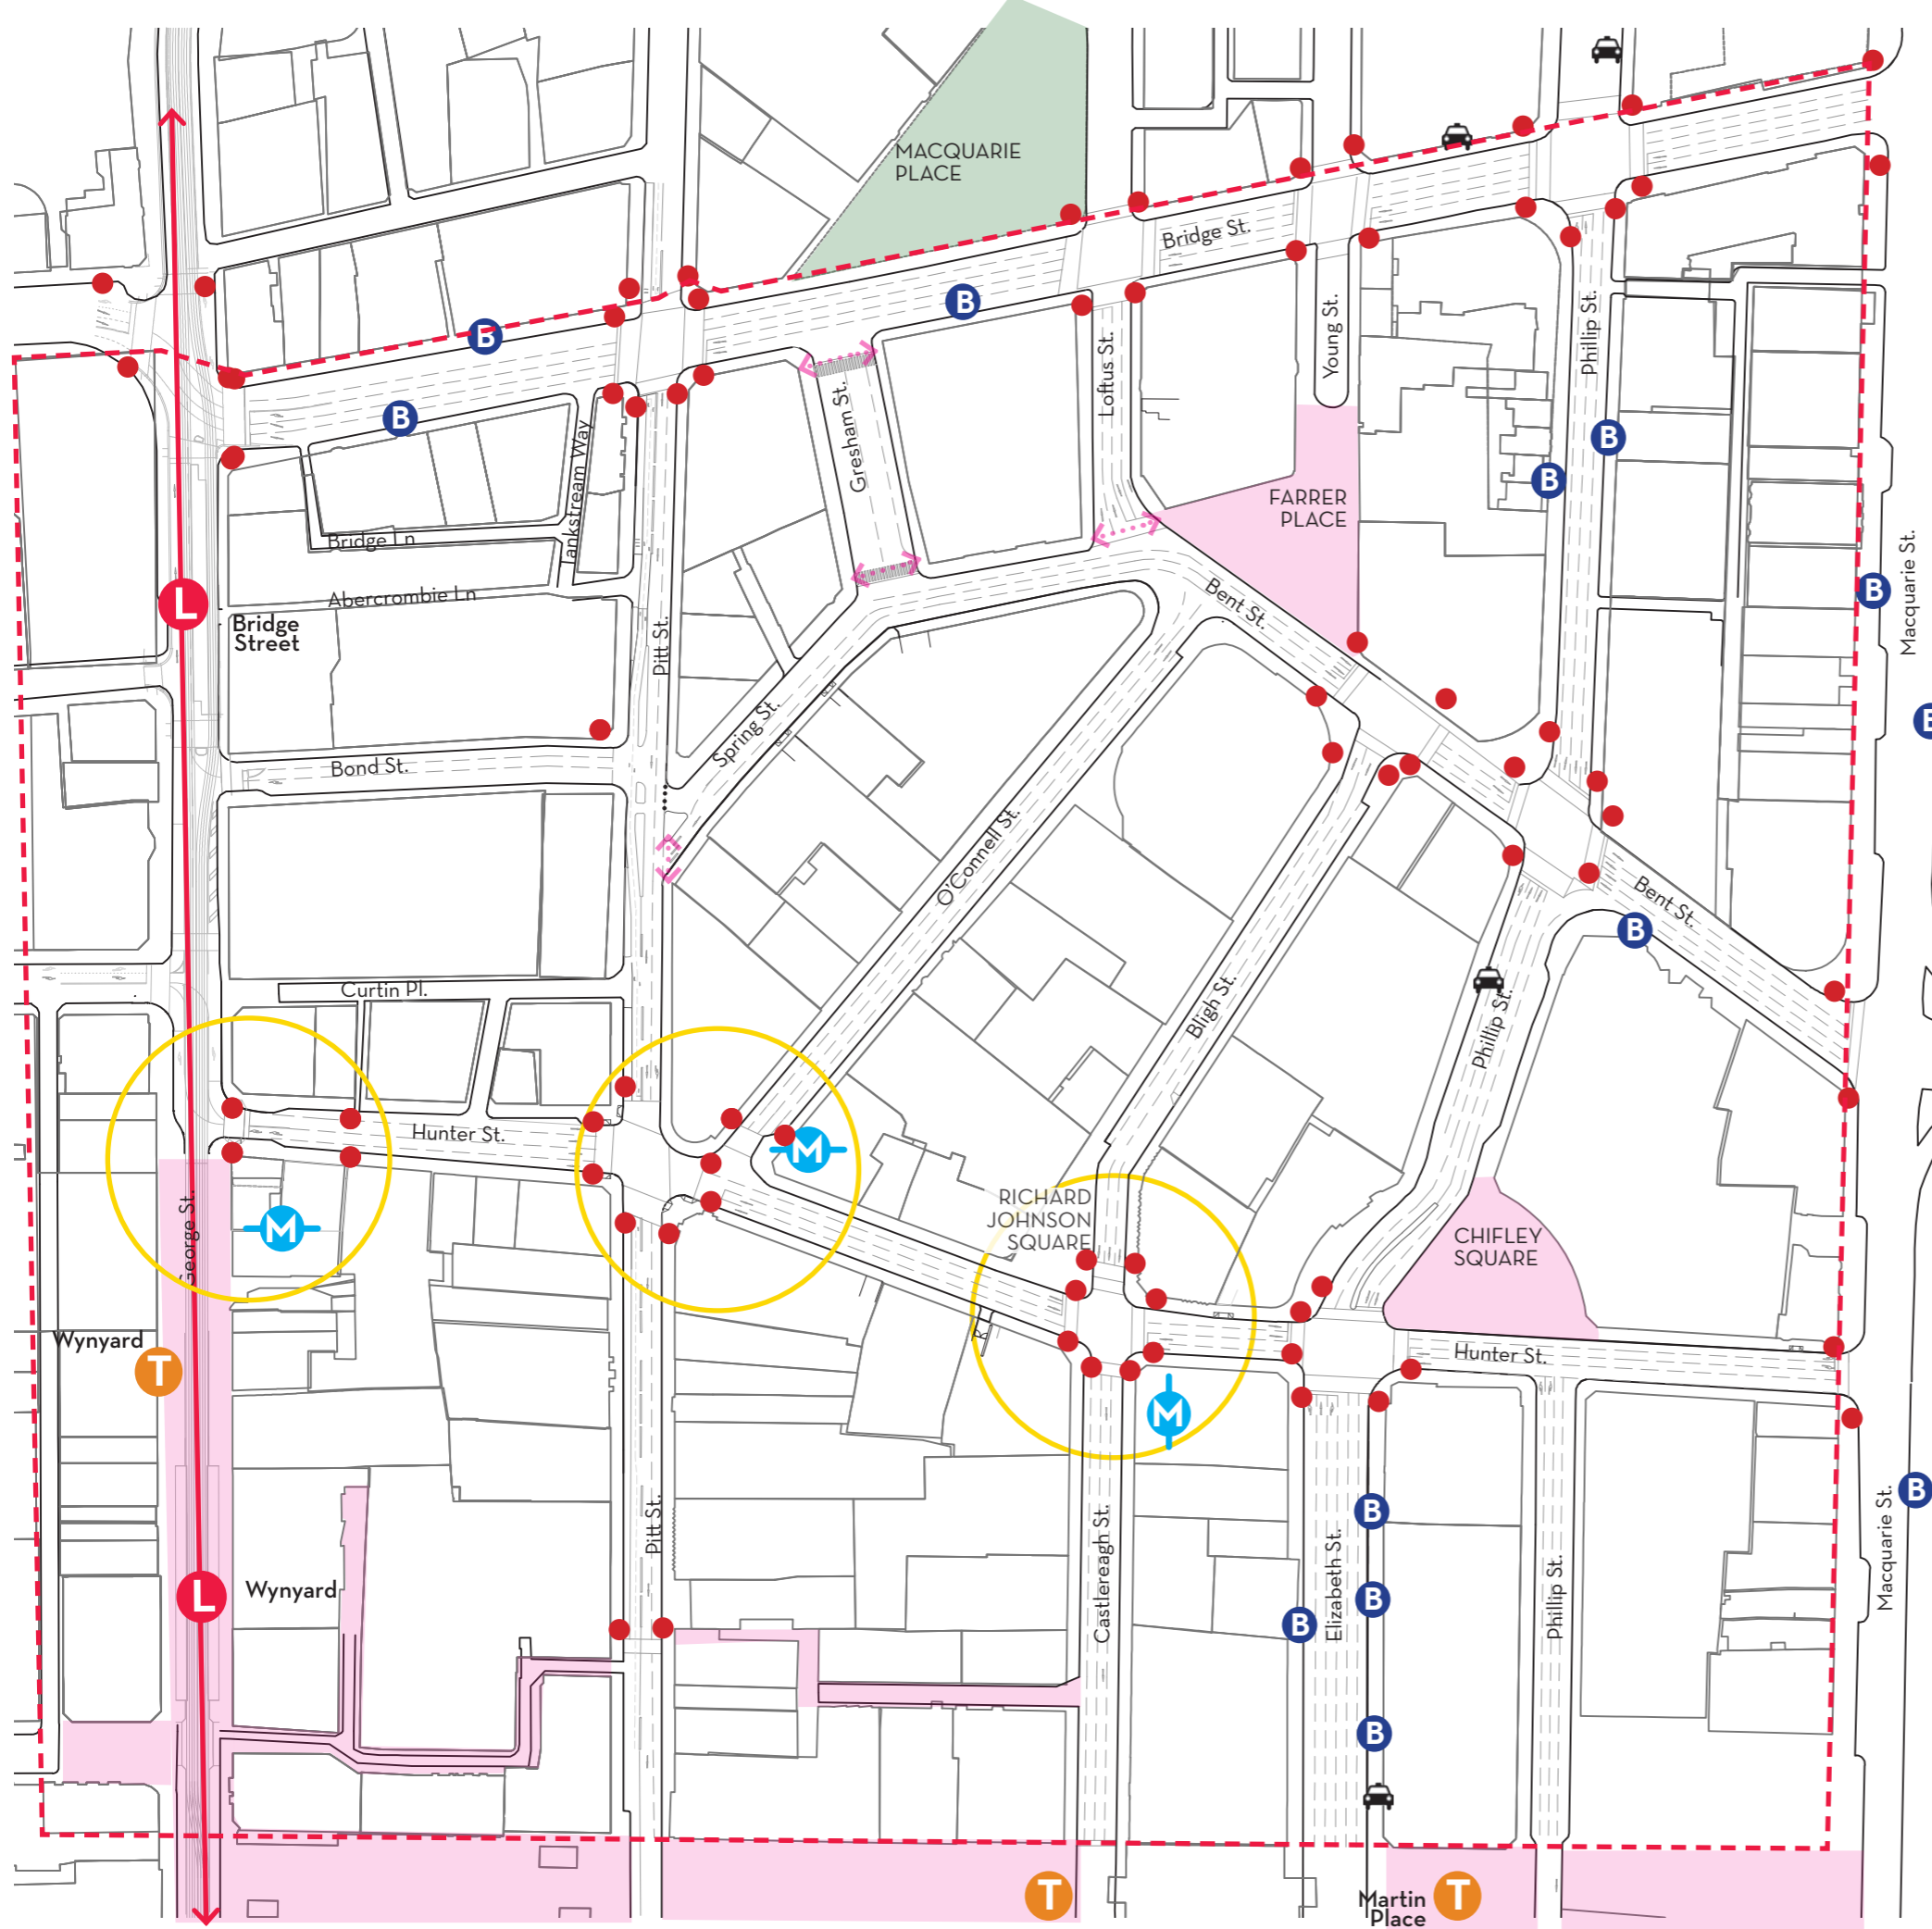 MACQUARIE
PLACE
Bridge St.
B
B
B
Young St.
Phillip St.
Loftus St.
Gresham St.
B
B
Tankstream Way
FARRER
PLACE
Bridge Ln
Macquarie St.
B
Abercrombie Ln
L
Bridge
Street
Bent St.
Pitt St.
B
Spring St.
Bond St.
O'Connell St.
Bent St.
B
Curtin Pl.
Bligh St.
Phillip St.
Hunter St.
M
RICHARD
JOHNSON
SQUARE
George St.
M
CHIFLEY
SQUARE
Wynyard
T
Hunter St.
M
B
B
Macquarie St.
Pitt St.
Castlereagh St.
Elizabeth St.
Phillip St.
L
Wynyard
B
B
B
T
Martin
Place
T